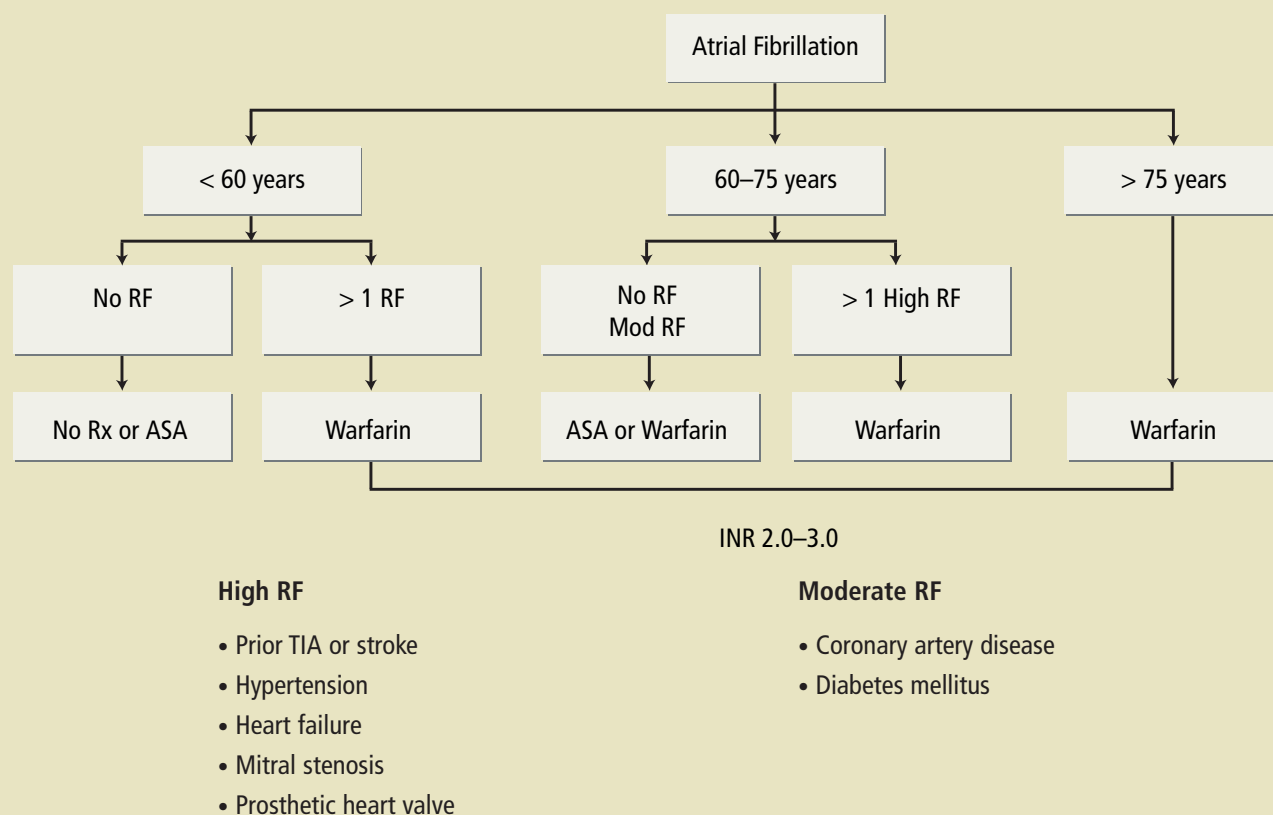 Atrial Fibrillation
< 60 years
60–75 years
> 75 years
No RF
> 1 RF
No RF
Mod RF
> 1 High RF
No Rx or ASA
Warfarin
ASA or Warfarin
Warfarin
Warfarin
INR 2.0–3.0
High RF
• Prior TIA or stroke
• Hypertension
• Heart failure
• Mitral stenosis
• Prosthetic heart valve
Moderate RF
• Coronary artery disease
• Diabetes mellitus